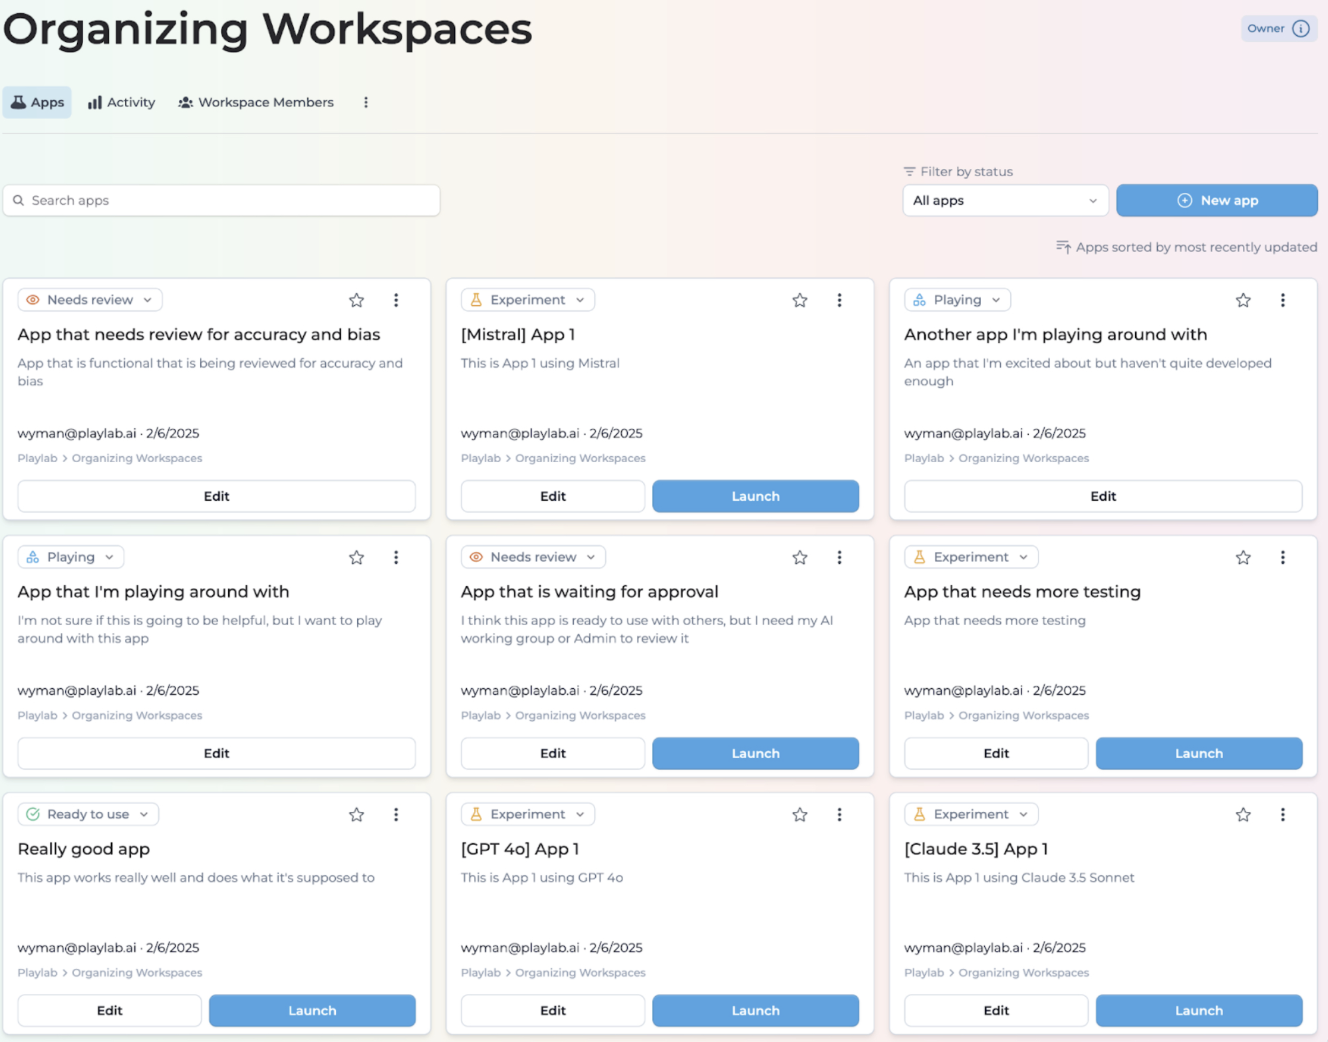 Organizing Workspaces
Owner
Apps
Activity
Workspace Members
Filter by status
Search apps
All apps
New app
Apps sorted by most recently updated
Needs review
App that needs review for accuracy and bias
App that is functional that is being reviewed for accuracy and
bias
wyman@playlab.ai · 2/6/2025
Playlab > Organizing Workspaces
Edit
Experiment
[Mistral] App 1
This is App 1 using Mistral
wyman@playlab.ai · 2/6/2025
Playlab > Organizing Workspaces
Edit
Launch
Playing
Another app I'm playing around with
An app that I'm excited about but haven't quite developed
enough
wyman@playlab.ai · 2/6/2025
Playlab > Organizing Workspaces
Edit
Playing
App that I'm playing around with
I'm not sure if this is going to be helpful, but I want to play
around with this app
wyman@playlab.ai · 2/6/2025
Playlab > Organizing Workspaces
Edit
Needs review
App that is waiting for approval
I think this app is ready to use with others, but I need my AI
working group or Admin to review it
wyman@playlab.ai · 2/6/2025
Playlab > Organizing Workspaces
Edit
Launch
Experiment
App that needs more testing
App that needs more testing
wyman@playlab.ai · 2/6/2025
Playlab > Organizing Workspaces
Edit
Launch
Ready to use
Really good app
This app works really well and does what it's supposed to
wyman@playlab.ai · 2/6/2025
Playlab > Organizing Workspaces
Edit
Launch
Experiment
[GPT 4o] App 1
This is App 1 using GPT 4o
wyman@playlab.ai · 2/6/2025
Playlab > Organizing Workspaces
Edit
Launch
Experiment
[Claude 3.5] App 1
This is App 1 using Claude 3.5 Sonnet
wyman@playlab.ai · 2/6/2025
Playlab > Organizing Workspaces
Edit
Launch